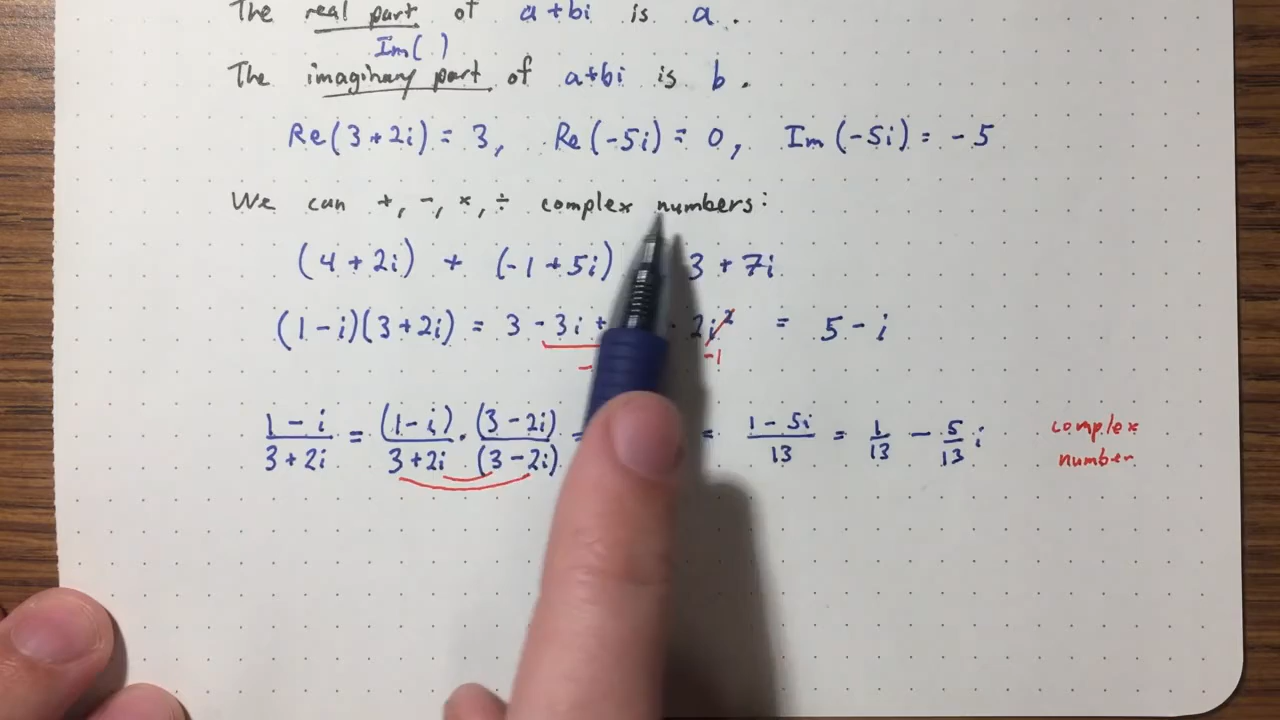 The real part of a+bi is a.
Im( )
The imaginary part of a+bi is b.
Re(3+2i) = 3, Re(-5i) = 0, Im(-5i) = -5
We can +, -, ×, ÷ complex numbers:
(4+2i) + (-1+5i) 3 + 7i
(1-i)(3+2i) = 3 - 3i + 2i² = 5 - i
- -1
1-i/3+2i = (1-i)/3+2i · (3-2i)/(3-2i) = = 1-5i/13 = 1/13 - 5/13 i complex
number